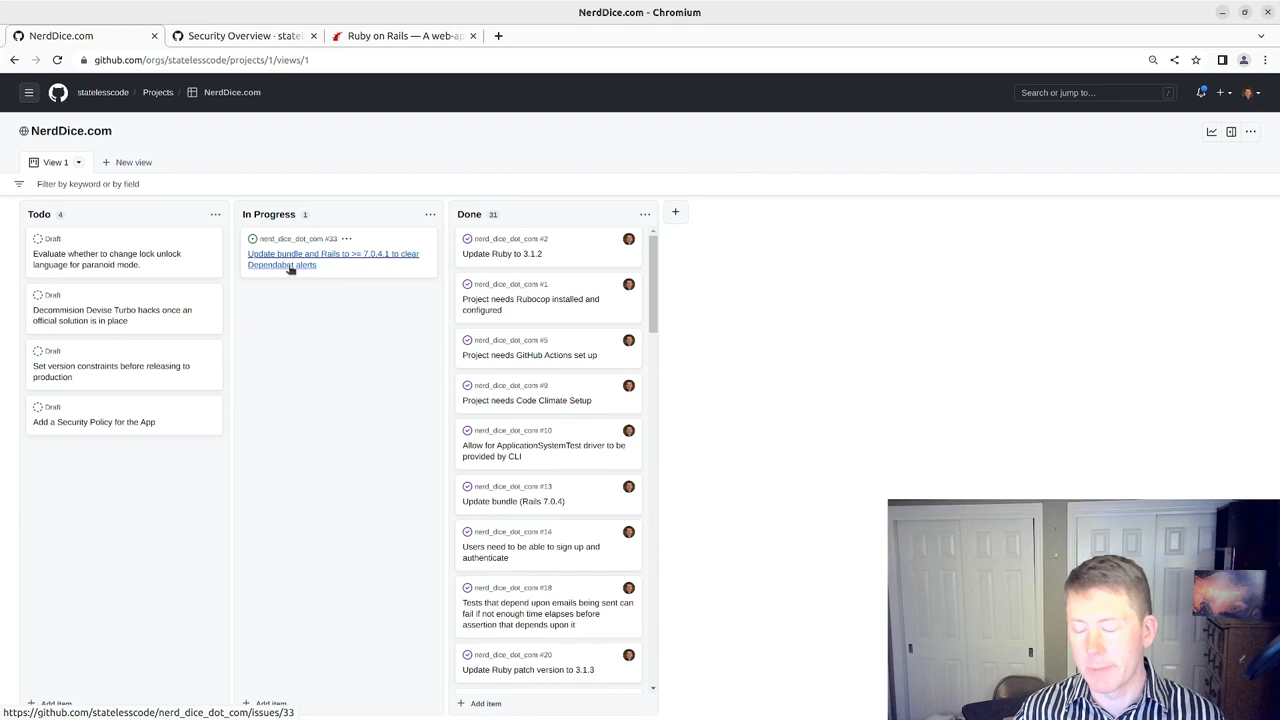 NerdDice.com - Chromium
NerdDice.com
Security Overview · statel
Ruby on Rails — A web-ap
github.com/orgs/statelesscode/projects/1/views/1
statelesscode / Projects / NerdDice.com
Search or jump to… /
NerdDice.com
View 1
New view
Filter by keyword or by field
Todo 4
Draft
Evaluate whether to change lock unlock
language for paranoid mode.
Draft
Decommision Devise Turbo hacks once an
official solution is in place
Draft
Set version constraints before releasing to
production
Draft
Add a Security Policy for the App
Add item
In Progress 1
nerd_dice_dot_com #33
Update bundle and Rails to >= 7.0.4.1 to clear
Dependabot alerts
Add item
Done 31
nerd_dice_dot_com #2
Update Ruby to 3.1.2
nerd_dice_dot_com #1
Project needs Rubocop installed and
configured
nerd_dice_dot_com #5
Project needs GitHub Actions set up
nerd_dice_dot_com #9
Project needs Code Climate Setup
nerd_dice_dot_com #10
Allow for ApplicationSystemTest driver to be
provided by CLI
nerd_dice_dot_com #13
Update bundle (Rails 7.0.4)
nerd_dice_dot_com #14
Users need to be able to sign up and
authenticate
nerd_dice_dot_com #18
Tests that depend upon emails being sent can
fail if not enough time elapses before
assertion that depends upon it
nerd_dice_dot_com #20
Update Ruby patch version to 3.1.3
Add item
https://github.com/statelesscode/nerd_dice_dot_com/issues/33